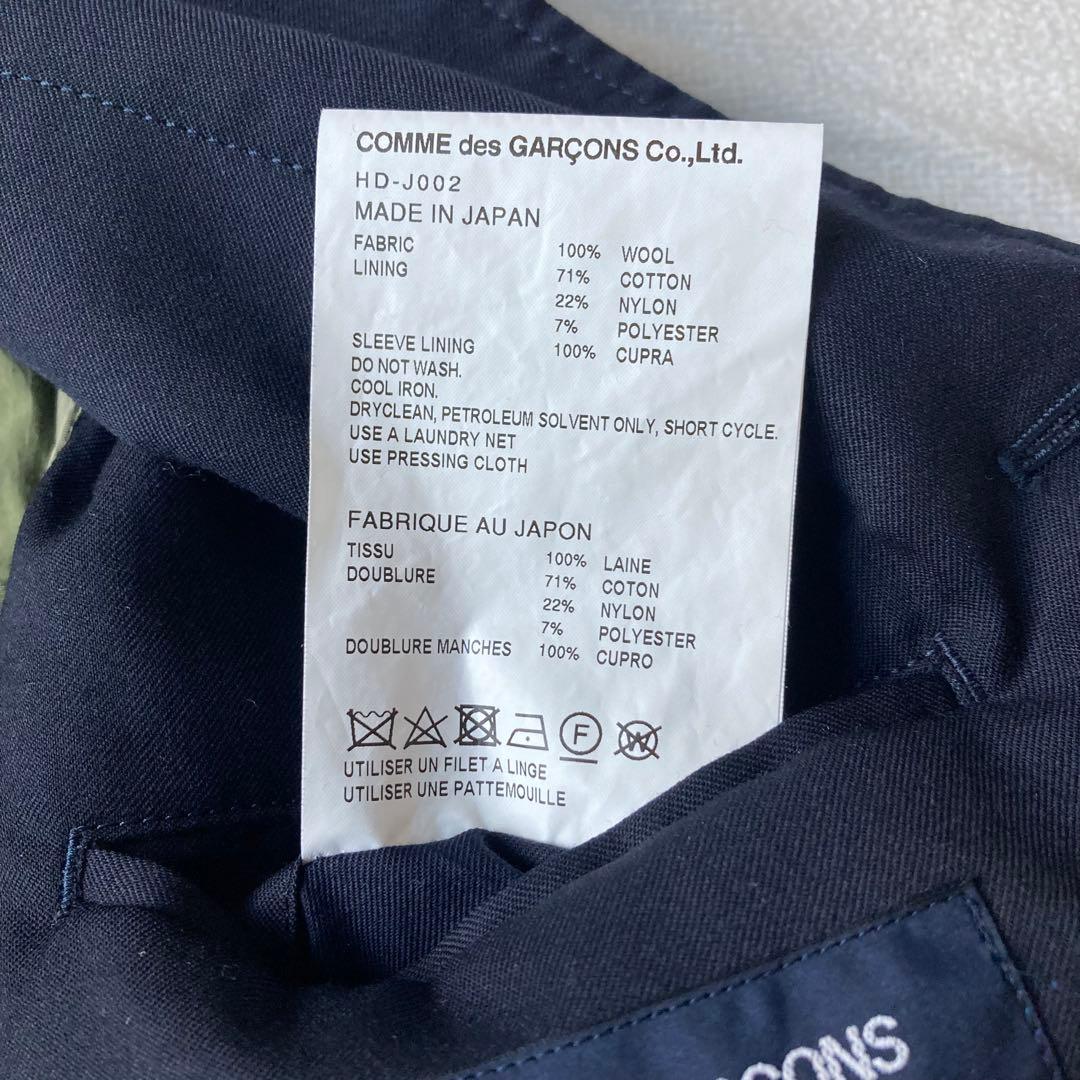 COMME des GARÇONS Co.,Ltd.
HD-J002
MADE IN JAPAN
FABRIC 100% WOOL
LINING 71% COTTON
22% NYLON
7% POLYESTER
SLEEVE LINING 100% CUPRA
DO NOT WASH.
COOL IRON.
DRYCLEAN, PETROLEUM SOLVENT ONLY, SHORT CYCLE.
USE A LAUNDRY NET
USE PRESSING CLOTH
FABRIQUE AU JAPON
TISSU 100% LAINE
DOUBLURE 71% COTON
22% NYLON
7% POLYESTER
DOUBLURE MANCHES 100% CUPRO
F W
UTILISER UN FILET A LINGE
UTILISER UNE PATTEMOUILLE